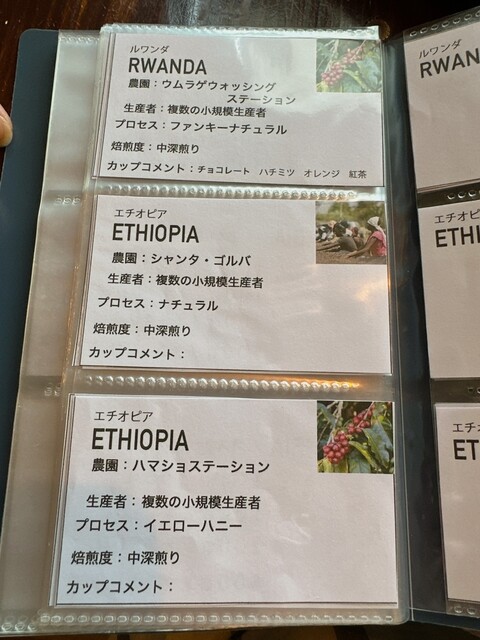 ルワンダ
RWANDA
農園：ウムラゲウォッシング
ステーション
生産者：複数の小規模生産者
プロセス：ファンキーナチュラル
焙煎度：中深煎り
カップコメント：チョコレート ハチミツ オレンジ 紅茶
エチオピア
ETHIOPIA
農園：シャンタ・ゴルバ
生産者：複数の小規模生産者
プロセス：ナチュラル
焙煎度：中深煎り
カップコメント：
エチオピア
ETHIOPIA
農園：ハマショステーション
生産者：複数の小規模生産者
プロセス：イエローハニー
焙煎度：中深煎り
カップコメント：
ルワンダ
RWAN
エチオピ
ETHI
エチオ
ET